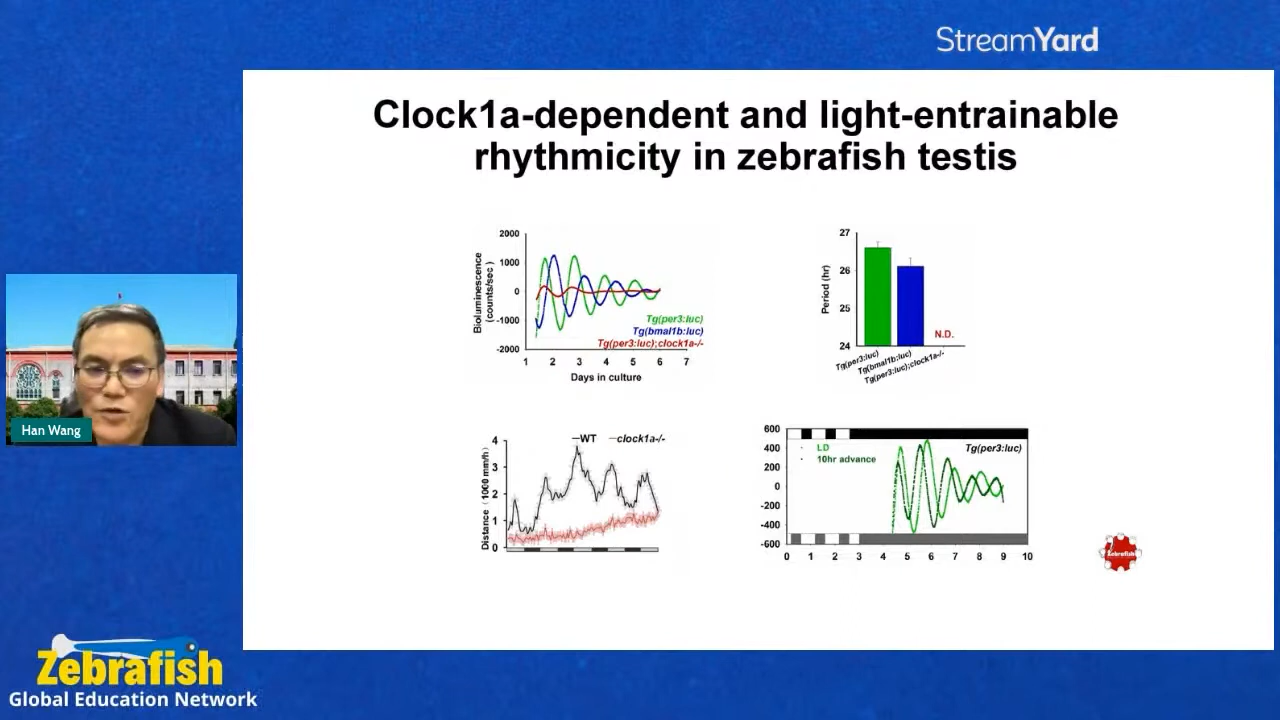 StreamYard
Clock1a-dependent and light-entrainable
rhythmicity in zebrafish testis
2000
1000
0
-1000
-2000
Bioluminescence
(counts/sec )
Tg(per3:luc)
Tg(bmal1b:luc)
Tg(per3:luc);clock1a-/-
1 2 3 4 5 6 7
Days in culture
27
26
25
24
Period (hr)
N.D.
Tg(per3:luc)
Tg(bmal1b:luc)
Tg(per3:luc);clock1a-/-
Han Wang
WT clock1a-/-
4
3
2
1
0
Distance (1000 mm/h)
600
400
200
0
-200
-400
-600
LD
10hr advance
Tg(per3:luc)
0 1 2 3 4 5 6 7 8 9 10
Zebrafish
Zebrafish
Global Education Network